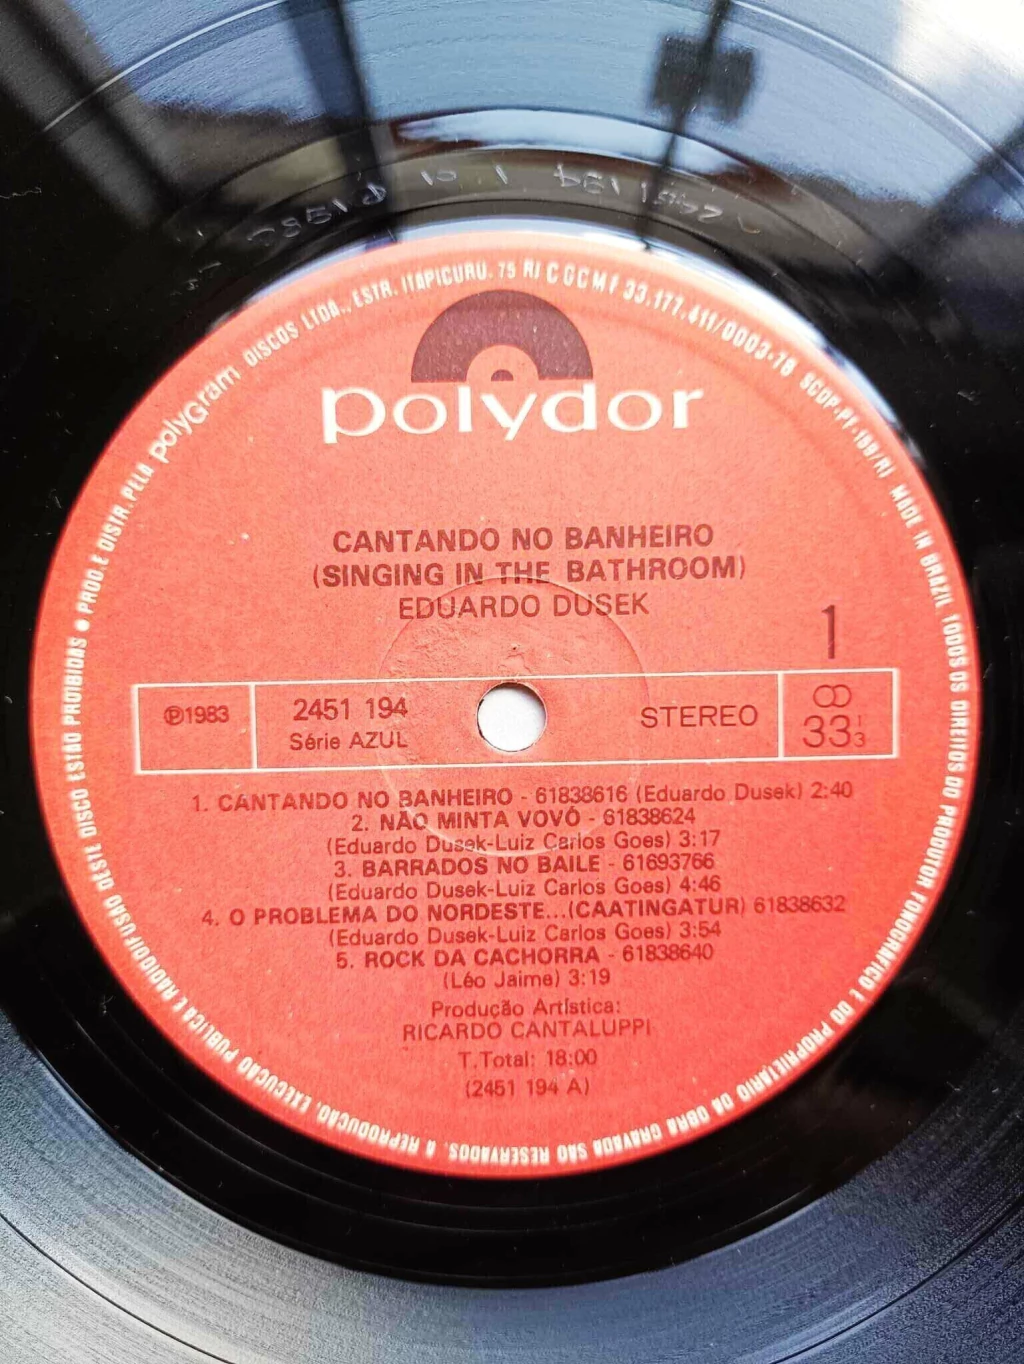 PROD. E DISTR. PELA polyGram DISCOS LTDA., ESTR. ITAPICURU. 75 RJ CGCMF 33.177.411/0003-76 SCDP-PF-199/RJ MADE IN BRAZIL TODOS OS DIREITOS DO PRODUTOR FONOGRÁFICO E DO PROPRIETÁRIO DA OBRA GRAVADA SÃO RESERVADOS. A REPRODUÇÃO, EXECUÇÃO PÚBLICA E RADIODIFUSÃO DESTE DISCO ESTÃO PROIBIDAS ●
polydor
CANTANDO NO BANHEIRO
(SINGING IN THE BATHROOM)
EDUARDO DUSEK
1
℗1983
2451 194
Série AZUL
STEREO
33 1/3
1. CANTANDO NO BANHEIRO - 61838616 (Eduardo Dusek) 2:40
2. NÃO MINTA VOVÔ - 61838624
(Eduardo Dusek-Luiz Carlos Goes) 3:17
3. BARRADOS NO BAILE - 61693766
(Eduardo Dusek-Luiz Carlos Goes) 4:46
4. O PROBLEMA DO NORDESTE...(CAATINGATUR) 61838632
(Eduardo Dusek-Luiz Carlos Goes) 3:54
5. ROCK DA CACHORRA - 61838640
(Léo Jaime) 3:19
Produção Artística:
RICARDO CANTALUPPI
T.Total: 18:00
(2451 194 A)